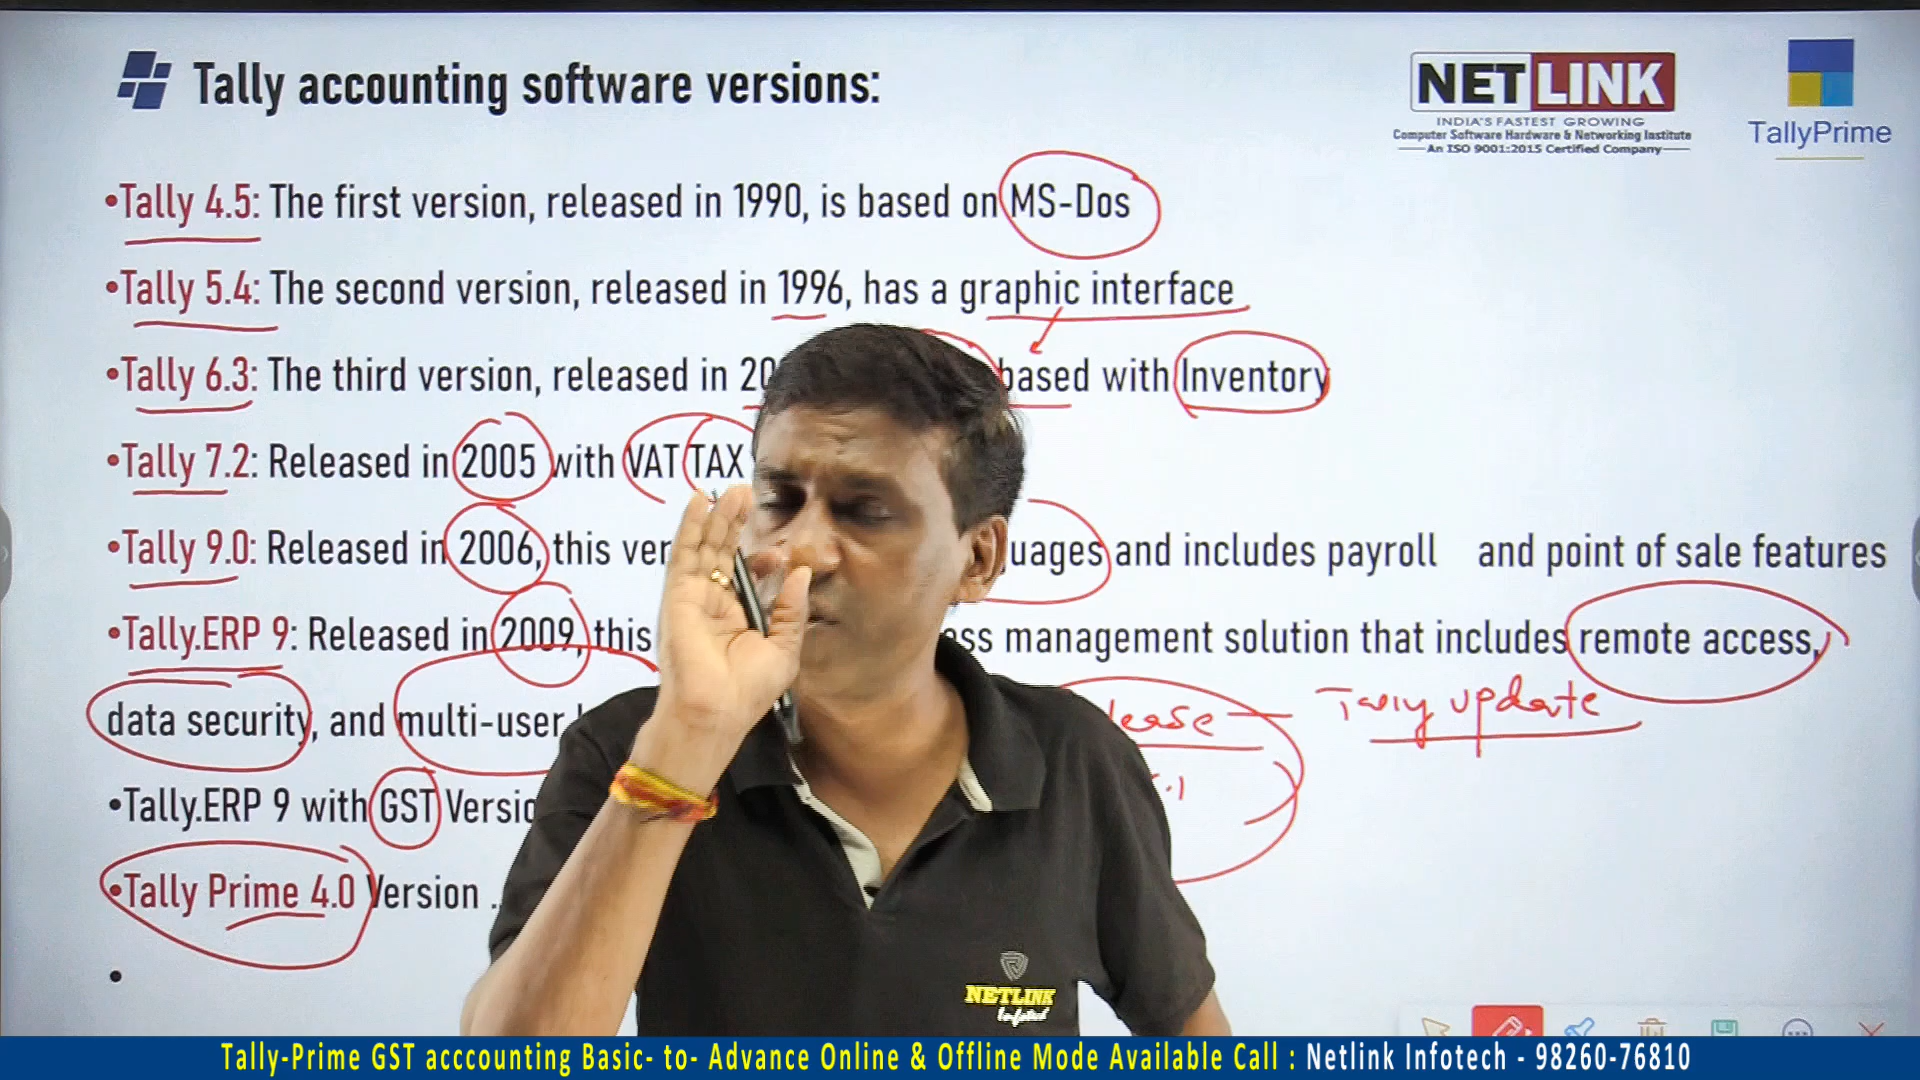 Tally accounting software versions:
NETLINK
INDIA'S FASTEST GROWING
Computer Software Hardware & Networking Institute
An ISO 9001:2015 Certified Company
TallyPrime
•Tally 4.5: The first version, released in 1990, is based on MS-Dos
•Tally 5.4: The second version, released in 1996, has a graphic interface
•Tally 6.3: The third version, released in 20 based with Inventory
•Tally 7.2: Released in 2005 with VAT TAX
•Tally 9.0: Released in 2006, this ver uages and includes payroll and point of sale features
•Tally.ERP 9: Released in 2009, this ess management solution that includes remote access,
data security, and multi-user
lease — Tally update
.1
•Tally.ERP 9 with GST Versio
•Tally Prime 4.0 Version .
•
NETLINK
Infotech
Tally-Prime GST acccounting Basic- to- Advance Online & Offline Mode Available Call : Netlink Infotech - 98260-76810